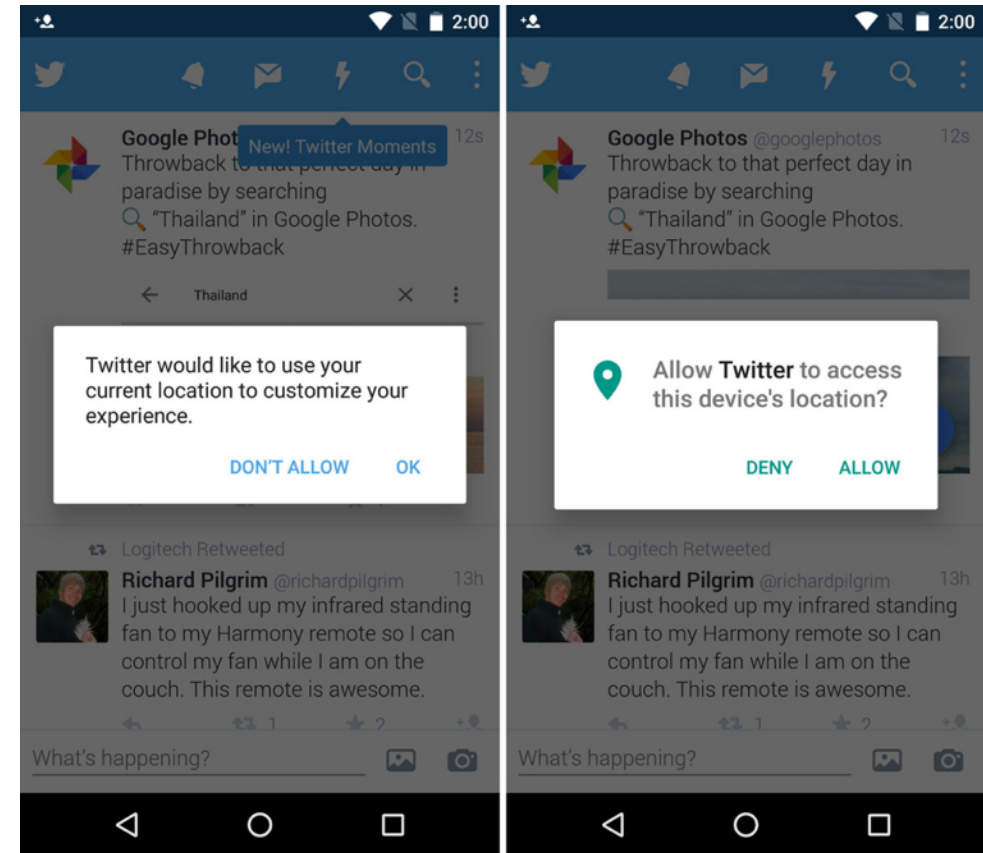 2:00
Google Phot
New! Twitter Moments
12s
Throwback to that perfect day in
paradise by searching
"Thailand" in Google Photos.
#EasyThrowback
Thailand
Twitter would like to use your
current location to customize your
experience.
DON'T ALLOW
OK
Logitech Retweeted
Richard Pilgrim @richardpilgrim
13h
I just hooked up my infrared standing
fan to my Harmony remote so I can
control my fan while I am on the
couch. This remote is awesome.
1
2
What's happening?
2:00
Google Photos @googlephotos
12s
Throwback to that perfect day in
paradise by searching
"Thailand" in Google Photos.
#EasyThrowback
Allow Twitter to access
this device's location?
DENY
ALLOW
Logitech Retweeted
Richard Pilgrim @richardpilgrim
13h
I just hooked up my infrared standing
fan to my Harmony remote so I can
control my fan while I am on the
couch. This remote is awesome.
1
2
What's happening?